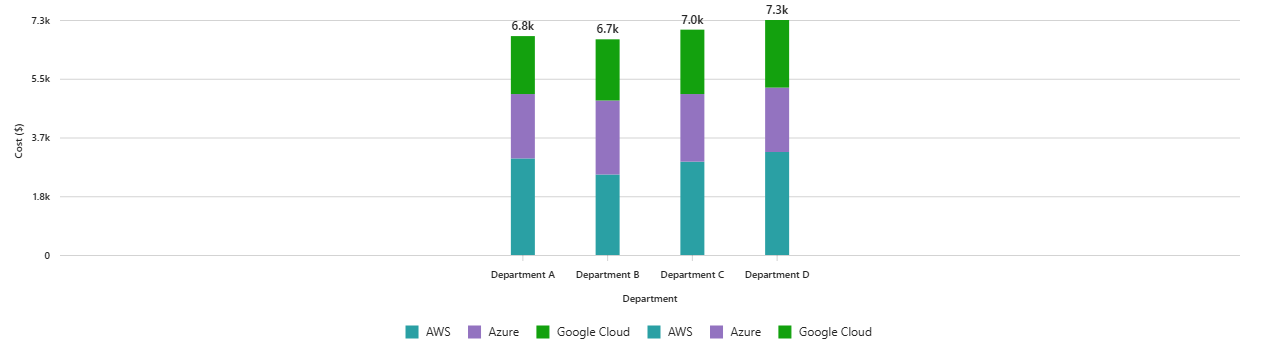 7.3k
5.5k
3.7k
1.8k
0
Cost ($)
6.8k
6.7k
7.0k
7.3k
Department A
Department B
Department C
Department D
Department
AWS Azure Google Cloud AWS Azure Google Cloud